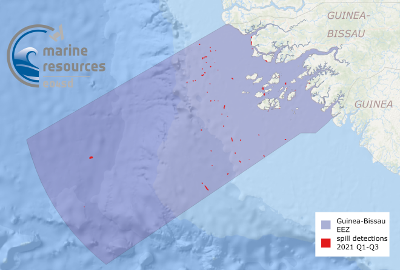 marine
resources
GUINEA-
BISSAU
GUINEA
Guinea-Bissau
EEZ
spill detections
2021 Q1-Q3